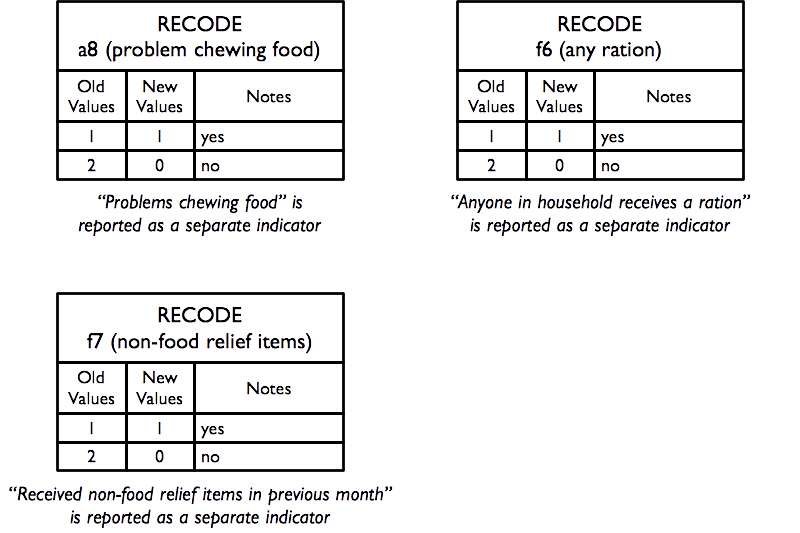 RECODE
a8 (problem chewing food)
Old Values New Values Notes
1 1 yes
2 0 no
“Problems chewing food” is
reported as a separate indicator
RECODE
f6 (any ration)
Old Values New Values Notes
1 1 yes
2 0 no
“Anyone in household receives a ration”
is reported as a separate indicator
RECODE
f7 (non-food relief items)
Old Values New Values Notes
1 1 yes
2 0 no
“Received non-food relief items in previous month”
is reported as a separate indicator